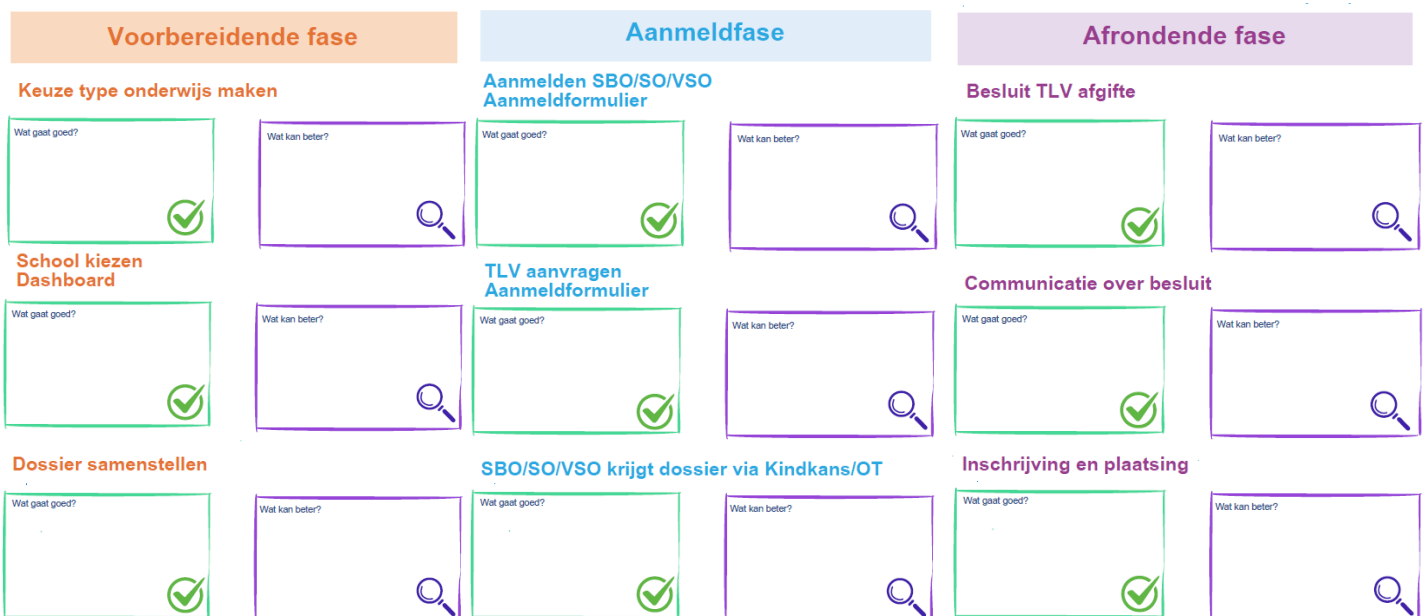 Voorbereidende fase
Keuze type onderwijs maken
Wat gaat goed?
Wat kan beter?
School kiezen
Dashboard
Wat gaat goed?
Wat kan beter?
Dossier samenstellen
Wat gaat goed?
Wat kan beter?
Aanmeldfase
Aanmelden SBO/SO/VSO
Aanmeldformulier
Wat gaat goed?
Wat kan beter?
TLV aanvragen
Aanmeldformulier
Wat gaat goed?
Wat kan beter?
SBO/SO/VSO krijgt dossier via Kindkans/OT
Wat gaat goed?
Wat kan beter?
Afrondende fase
Besluit TLV afgifte
Wat gaat goed?
Wat kan beter?
Communicatie over besluit
Wat gaat goed?
Wat kan beter?
Inschrijving en plaatsing
Wat gaat goed?
Wat kan beter?